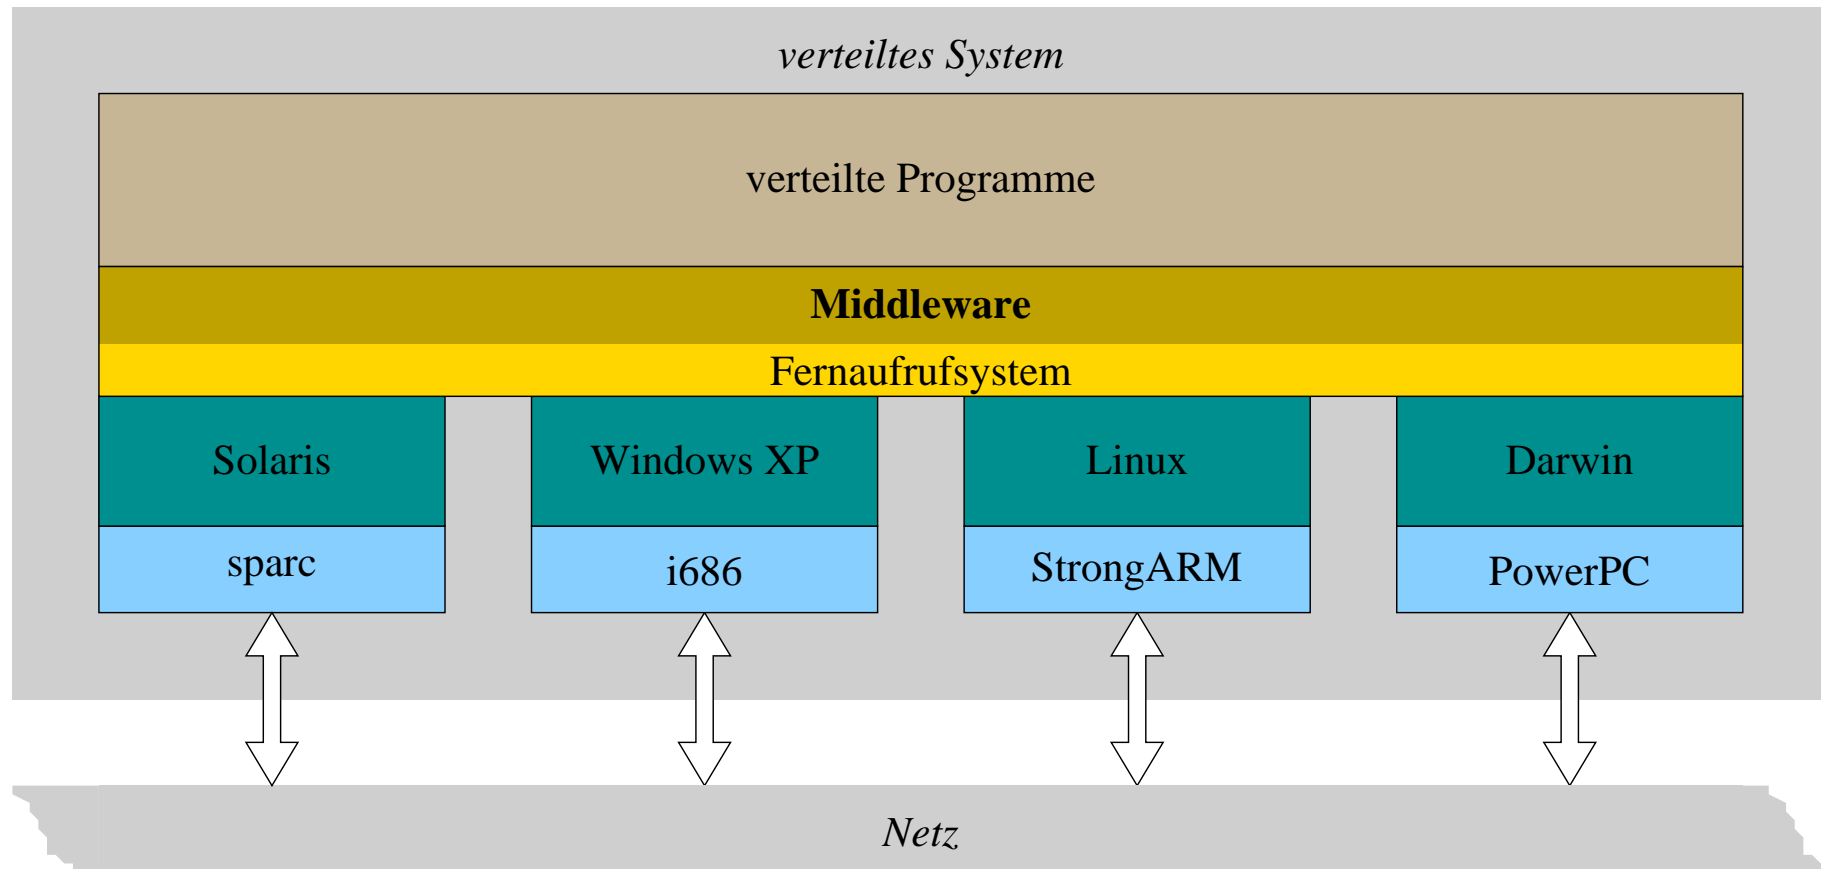 verteiltes System
verteilte Programme
Middleware
Fernaufrufsystem
Solaris
Windows XP
Linux
Darwin
sparc
i686
StrongARM
PowerPC
Netz